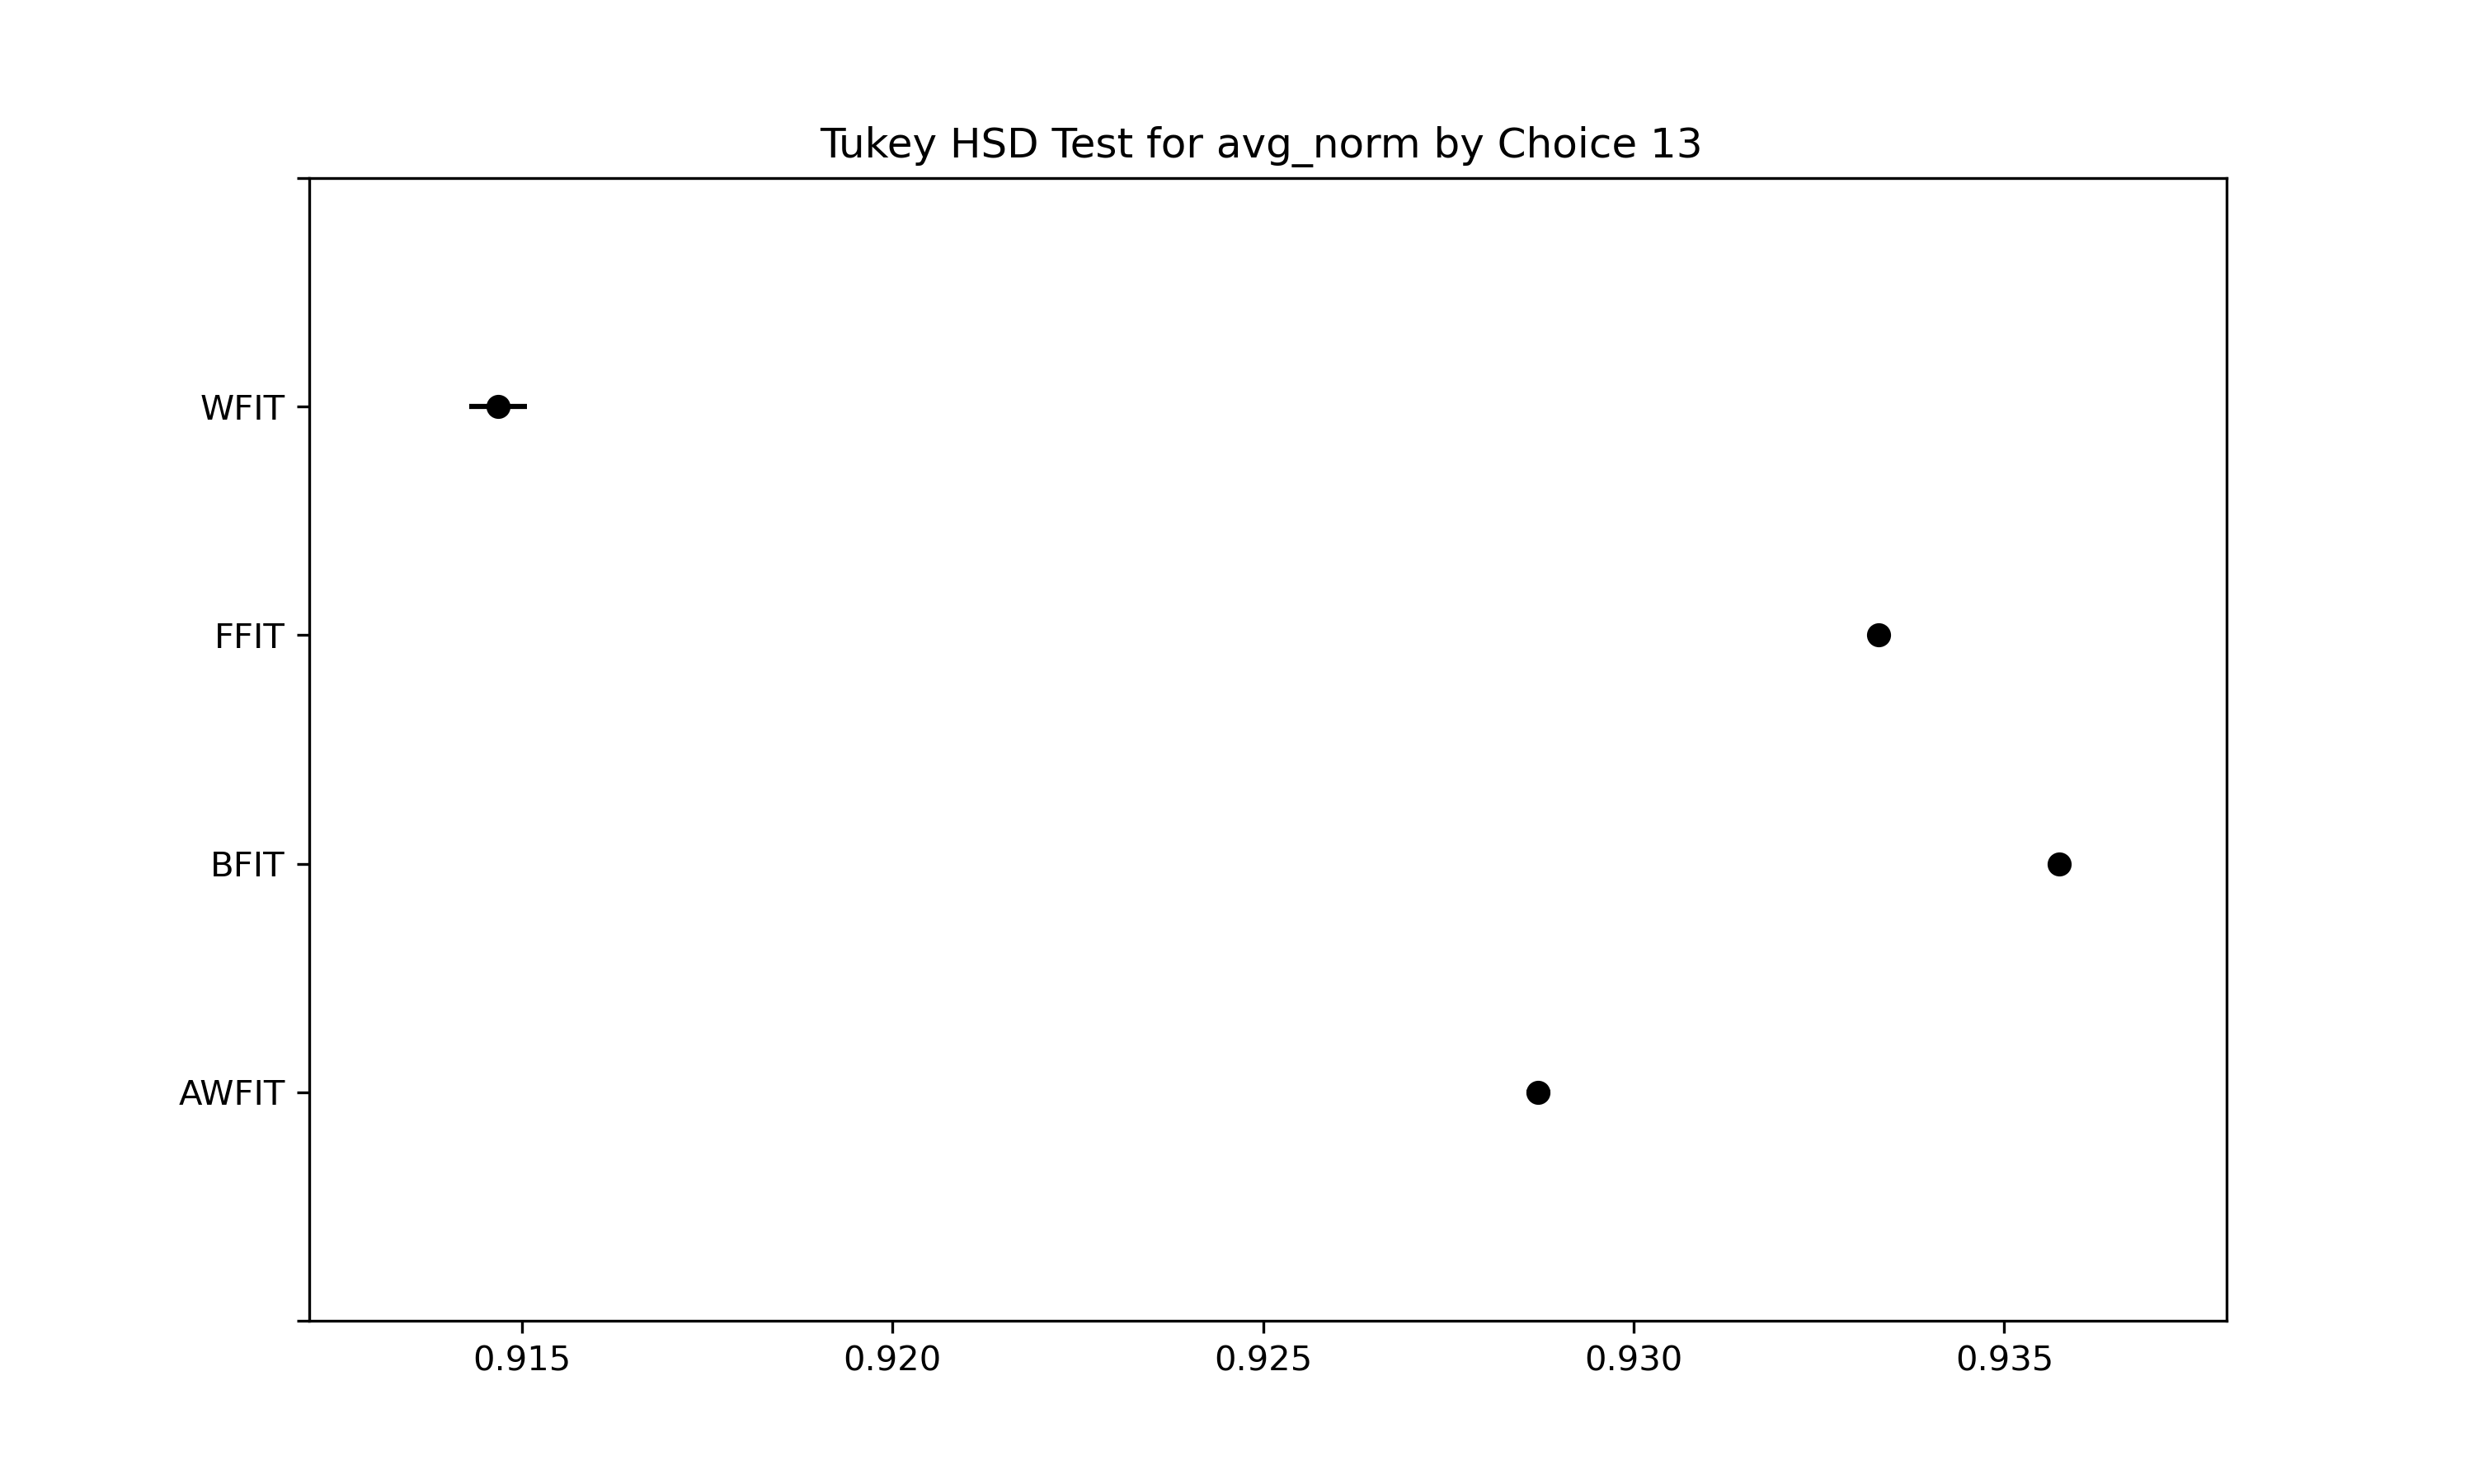 Tukey HSD Test for avg_norm by Choice 13
WFIT
FFIT
BFIT
AWFIT
0.915 0.920 0.925 0.930 0.935